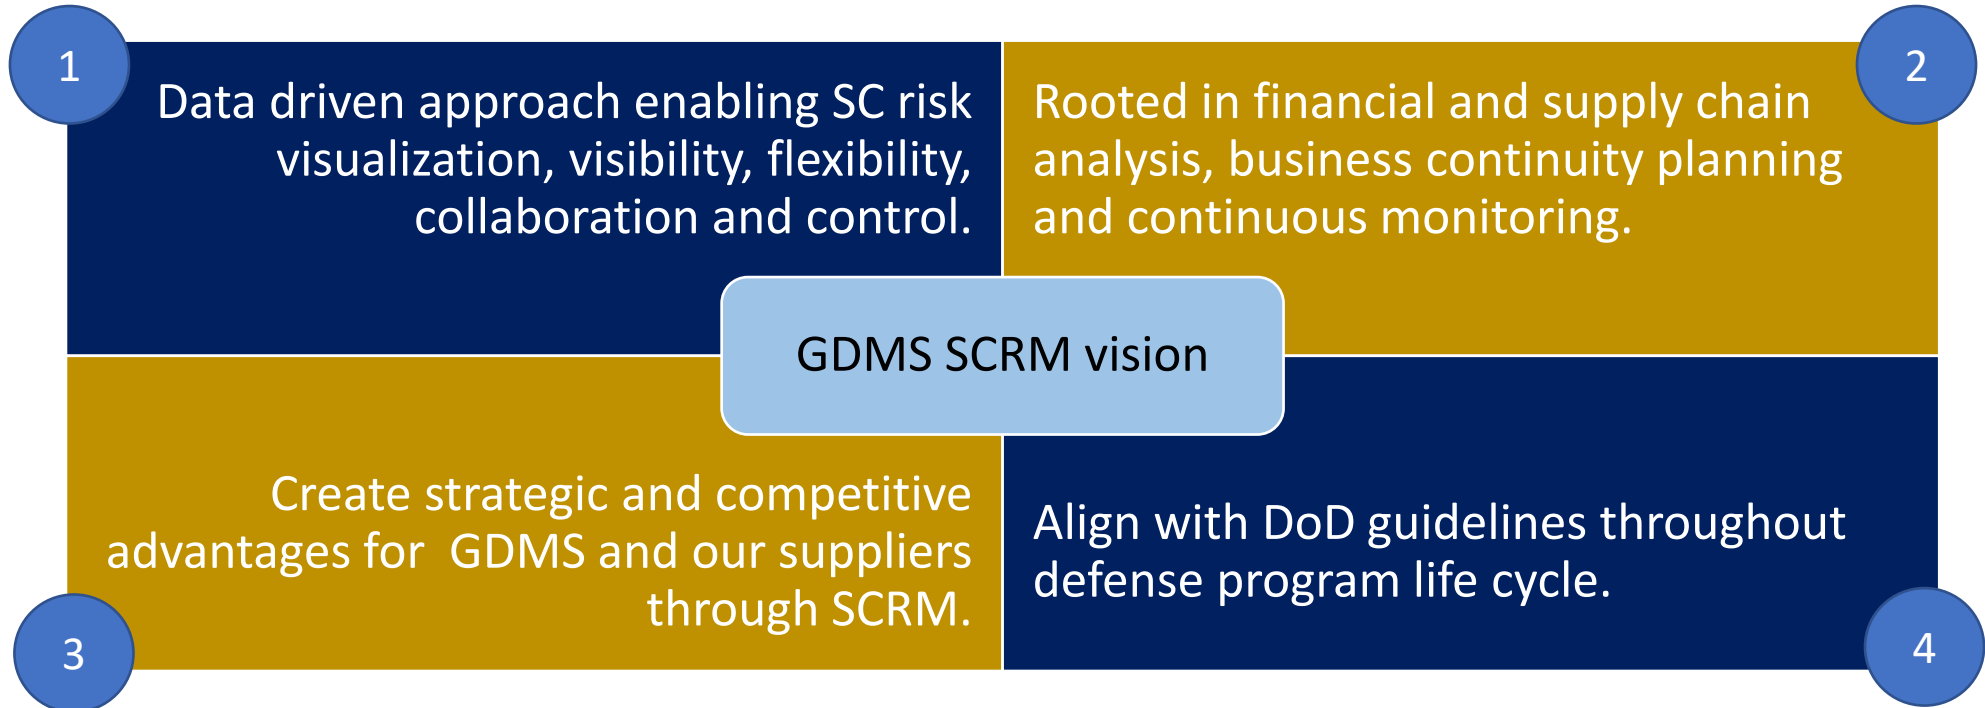 1
Data driven approach enabling SC risk
visualization, visibility, flexibility,
collaboration and control.
2
Rooted in financial and supply chain
analysis, business continuity planning
and continuous monitoring.
GDMS SCRM vision
3
Create strategic and competitive
advantages for  GDMS and our suppliers
through SCRM.
4
Align with DoD guidelines throughout
defense program life cycle.